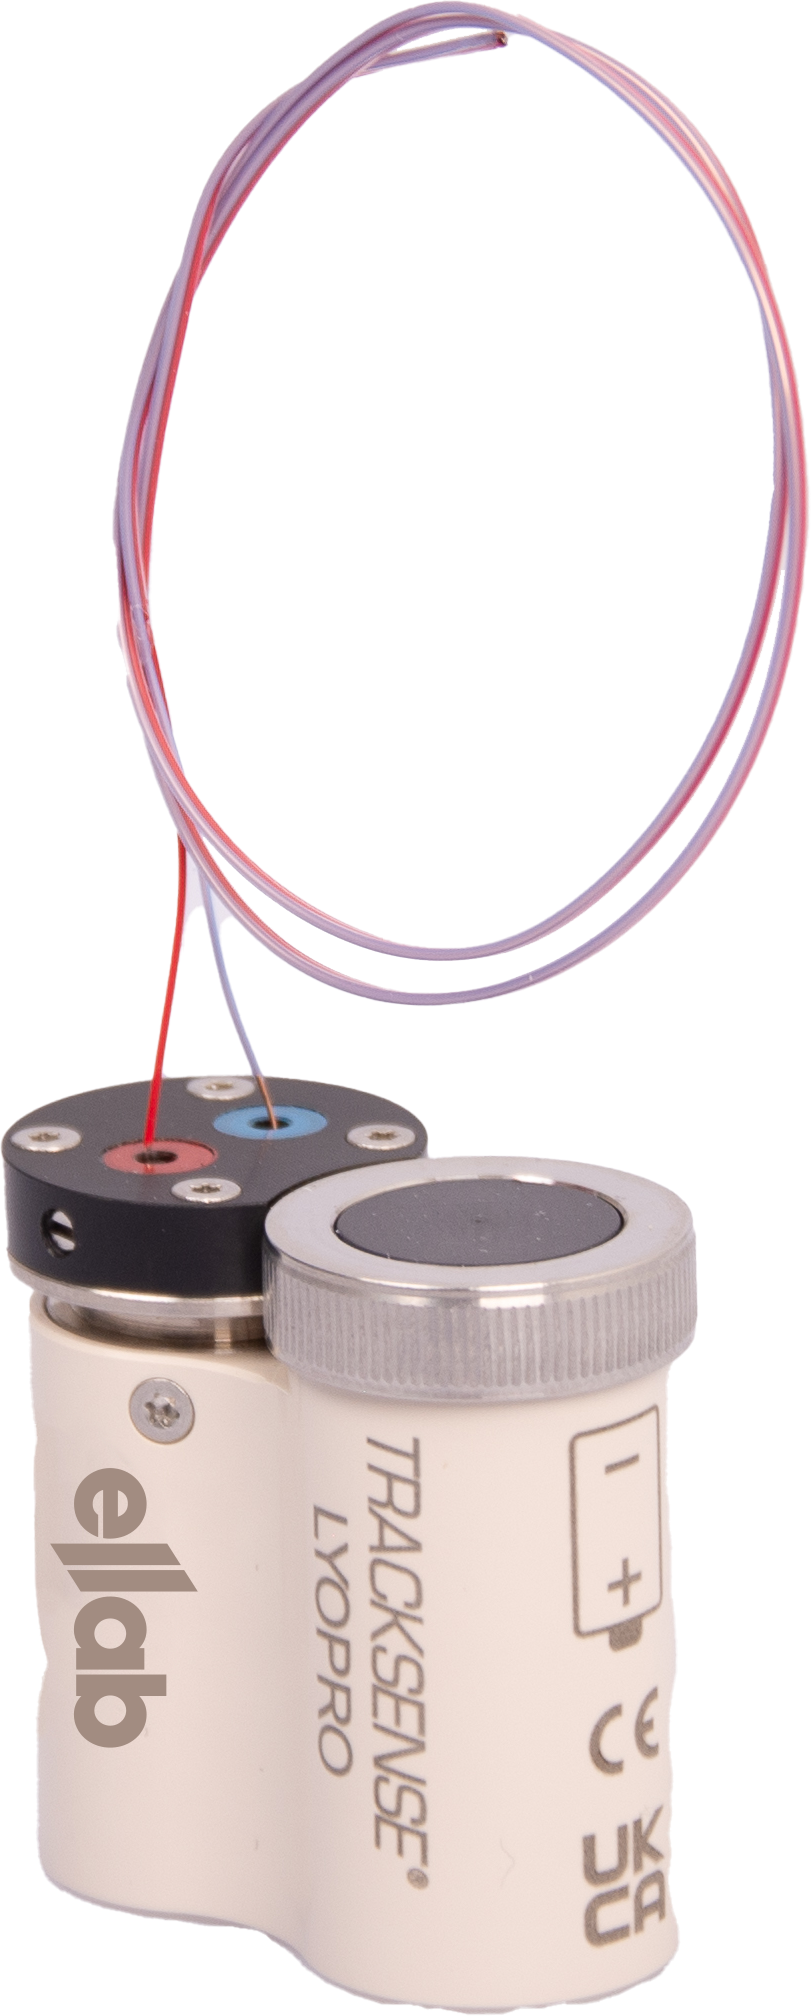 ellab
TRACKSENSE®
LYOPRO
-
+
CE
UK
CA